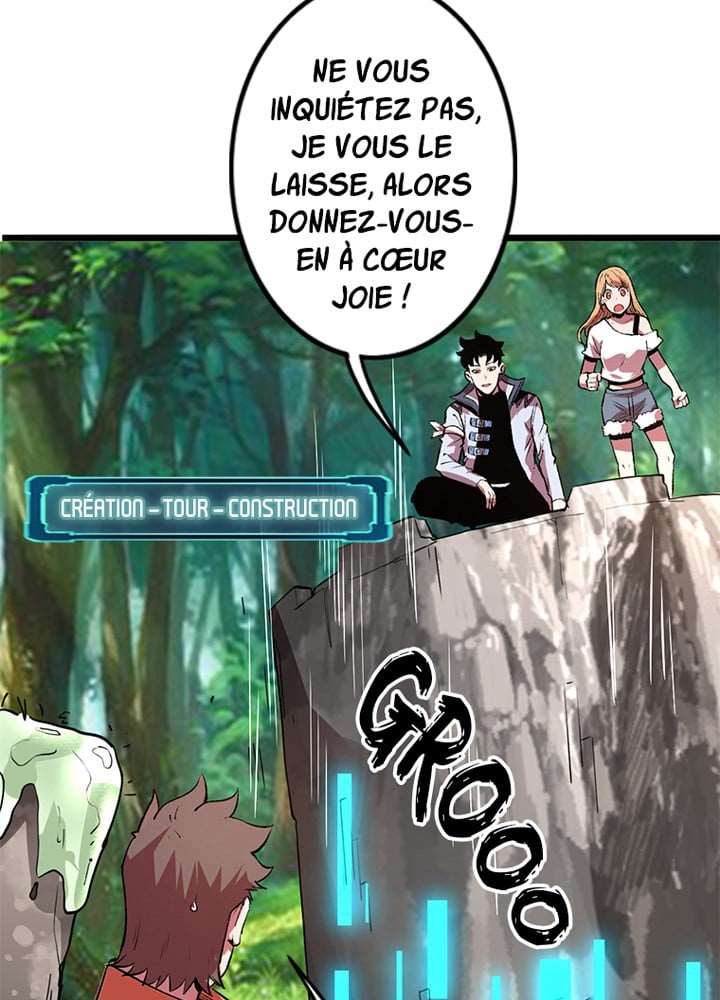 NE VOUS
INQUIÉTEZ PAS,
JE VOUS LE
LAISSE, ALORS
DONNEZ-VOUS-
EN À CŒUR
JOIE !
CRÉATION – TOUR – CONSTRUCTION
GROOO